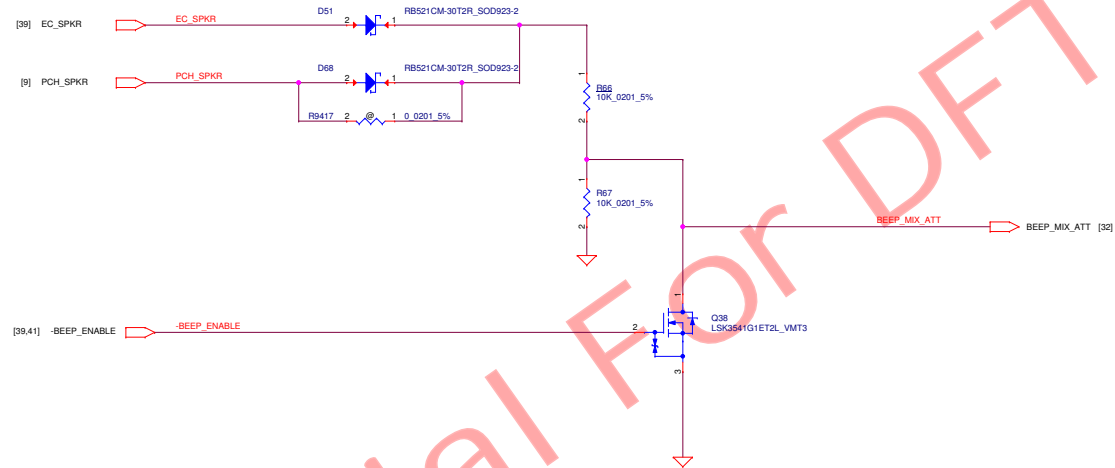 D51 RB521CM-30T2R_SOD923-2
[39] EC_SPKR EC_SPKR 2 1
D68 RB521CM-30T2R_SOD923-2
[9] PCH_SPKR PCH_SPKR 2 1
R9417 2 @ 1 0_0201_5%
1
R66
10K_0201_5%
2
1
R67
10K_0201_5%
2
BEEP_MIX_ATT BEEP_MIX_ATT [32]
1
Q38
LSK3541G1ET2L_VMT3
[39,41] -BEEP_ENABLE -BEEP_ENABLE 2
3
ial For DFT